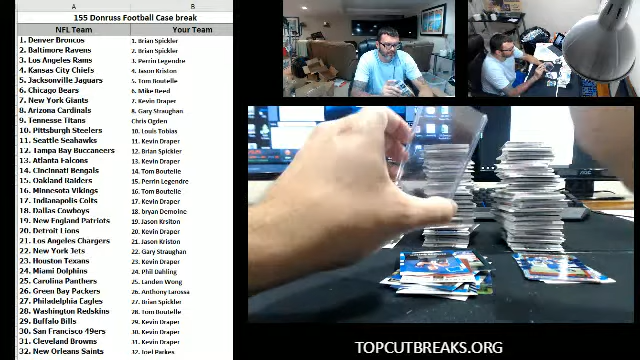 155 Donruss Football Case break
NFL Team Your Team
1. Denver Broncos 1. Brian Spickler
2. Baltimore Ravens 2. Brian Spickler
3. Los Angeles Rams 3. Perrin Legendre
4. Kansas City Chiefs 4. Jason Kriston
5. Jacksonville Jaguars 5. Tom Boutelle
6. Chicago Bears 6. Mike Reed
7. New York Giants 7. Kevin Draper
8. Arizona Cardinals 8. Gary Straughan
9. Tennesse Titans Chris Ogden
10. Pittsburgh Steelers 10. Louis Tobias
11. Seattle Seahawks 11. Kevin Draper
12. Tampa Bay Buccaneers 12. Brian Spickler
13. Atlanta Falcons 13. Kevin Draper
14. Cincinnati Bengals 14. Tom Boutelle
15. Oakland Raiders 15. Perrin Legendre
16. Minnesota Vikings 16. Tom Boutelle
17. Indianapolis Colts 17. Kevin Draper
18. Dallas Cowboys 18. bryan Demoine
19. New England Patriots 19. Jason Kriston
20. Detroit Lions 20. Kevin Draper
21. Los Angeles Chargers 21. Jason Kriston
22. New York Jets 22. Gary Straughan
23. Houston Texans 23. Kevin Draper
24. Miami Dolphins 24. Phil Dahling
25. Carolina Panthers 25. Landen Wong
26. Green Bay Packers 26. Anthony Larossa
27. Philadelphia Eagles 27. Brian Spickler
28. Washington Redskins 28. Tom Boutelle
29. Buffalo Bills 29. Kevin Draper
30. San Francisco 49ers 30. Kevin Draper
31. Cleveland Browns 31. Kevin Draper
32. New Orleans Saints 32. Joel Parkes
TOPCUTBREAKS.ORG